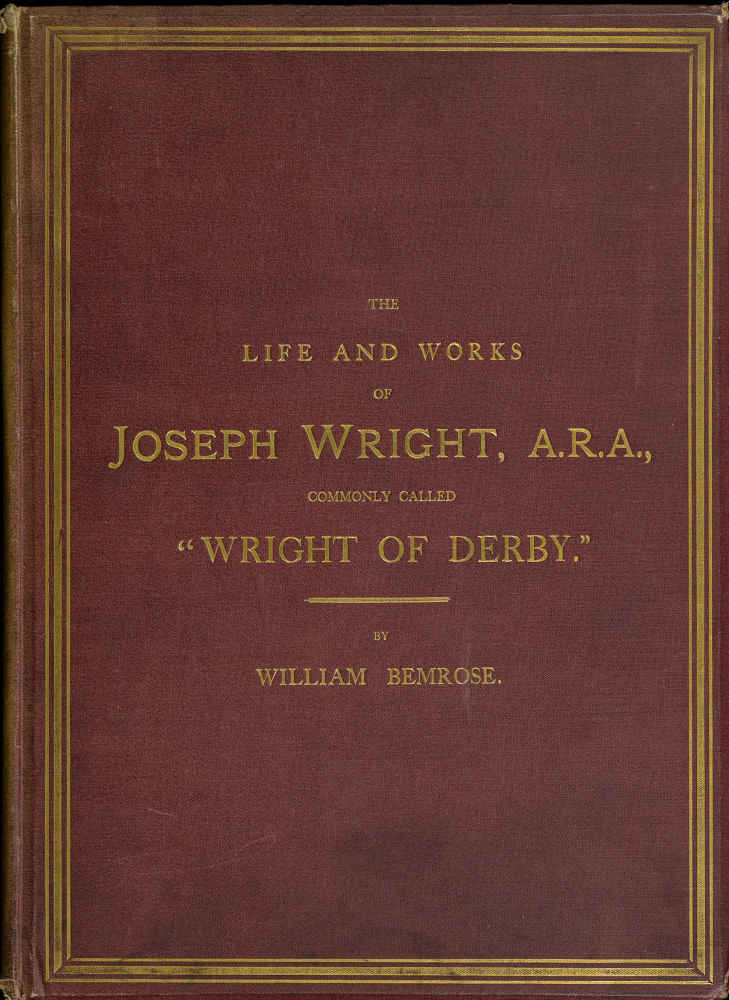 THE
LIFE AND WORKS
OF
JOSEPH WRIGHT, A.R.A.,
COMMONLY CALLED
“WRIGHT OF DERBY.”
BY
WILLIAM BEMROSE.